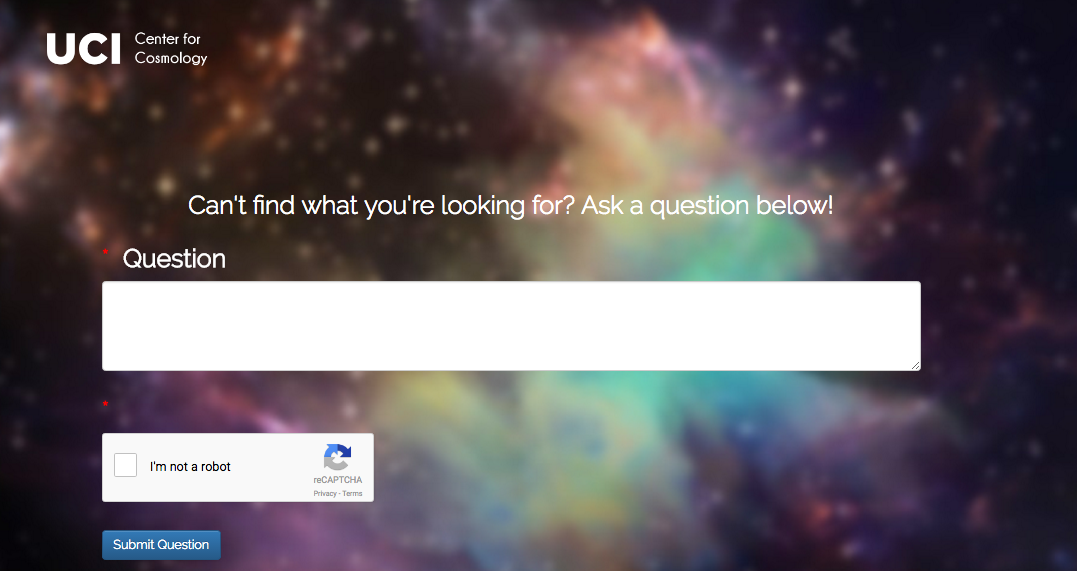 UCI Center for
Cosmology
Can't find what you're looking for? Ask a question below!
* Question
*
I'm not a robot
reCAPTCHA
Privacy - Terms
Submit Question